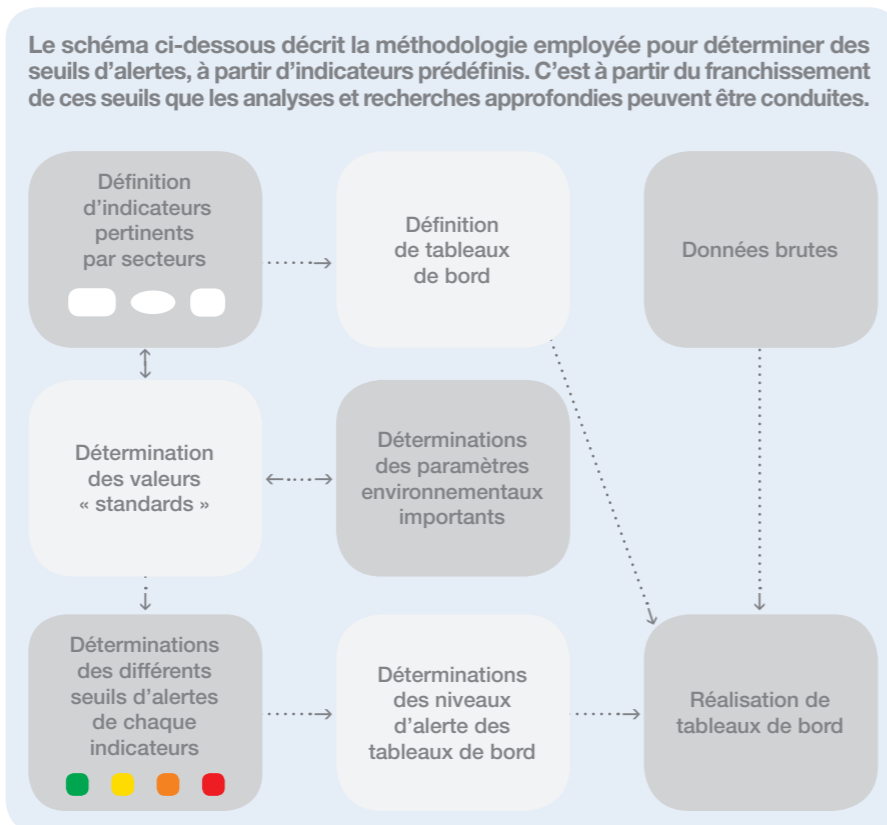 Le schéma ci-dessous décrit la méthodologie employée pour déterminer des
seuils d’alertes, à partir d’indicateurs prédéfinis. C’est à partir du franchissement
de ces seuils que les analyses et recherches approfondies peuvent être conduites.
Définition
d’indicateurs
pertinents
par secteurs
Définition
de tableaux
de bord
Données brutes
Détermination
des valeurs
« standards »
Déterminations
des paramètres
environnementaux
importants
Déterminations
des différents
seuils d’alertes
de chaque
indicateurs
Déterminations
des niveaux
d’alerte des
tableaux de bord
Réalisation de
tableaux de bord